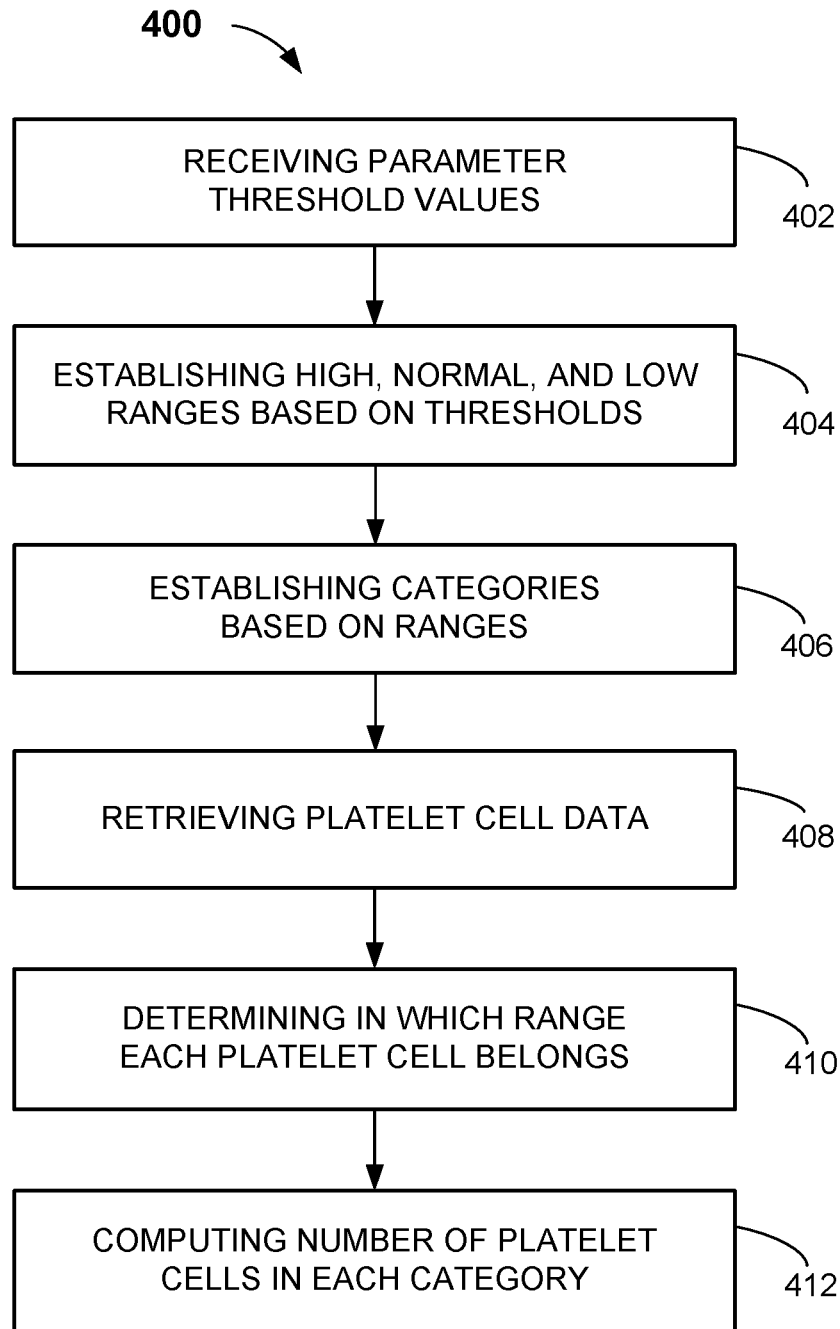 400
RECEIVING PARAMETER
THRESHOLD VALUES
402
ESTABLISHING HIGH, NORMAL, AND LOW
RANGES BASED ON THRESHOLDS
404
ESTABLISHING CATEGORIES
BASED ON RANGES
406
RETRIEVING PLATELET CELL DATA
408
DETERMINING IN WHICH RANGE
EACH PLATELET CELL BELONGS
410
COMPUTING NUMBER OF PLATELET
CELLS IN EACH CATEGORY
412